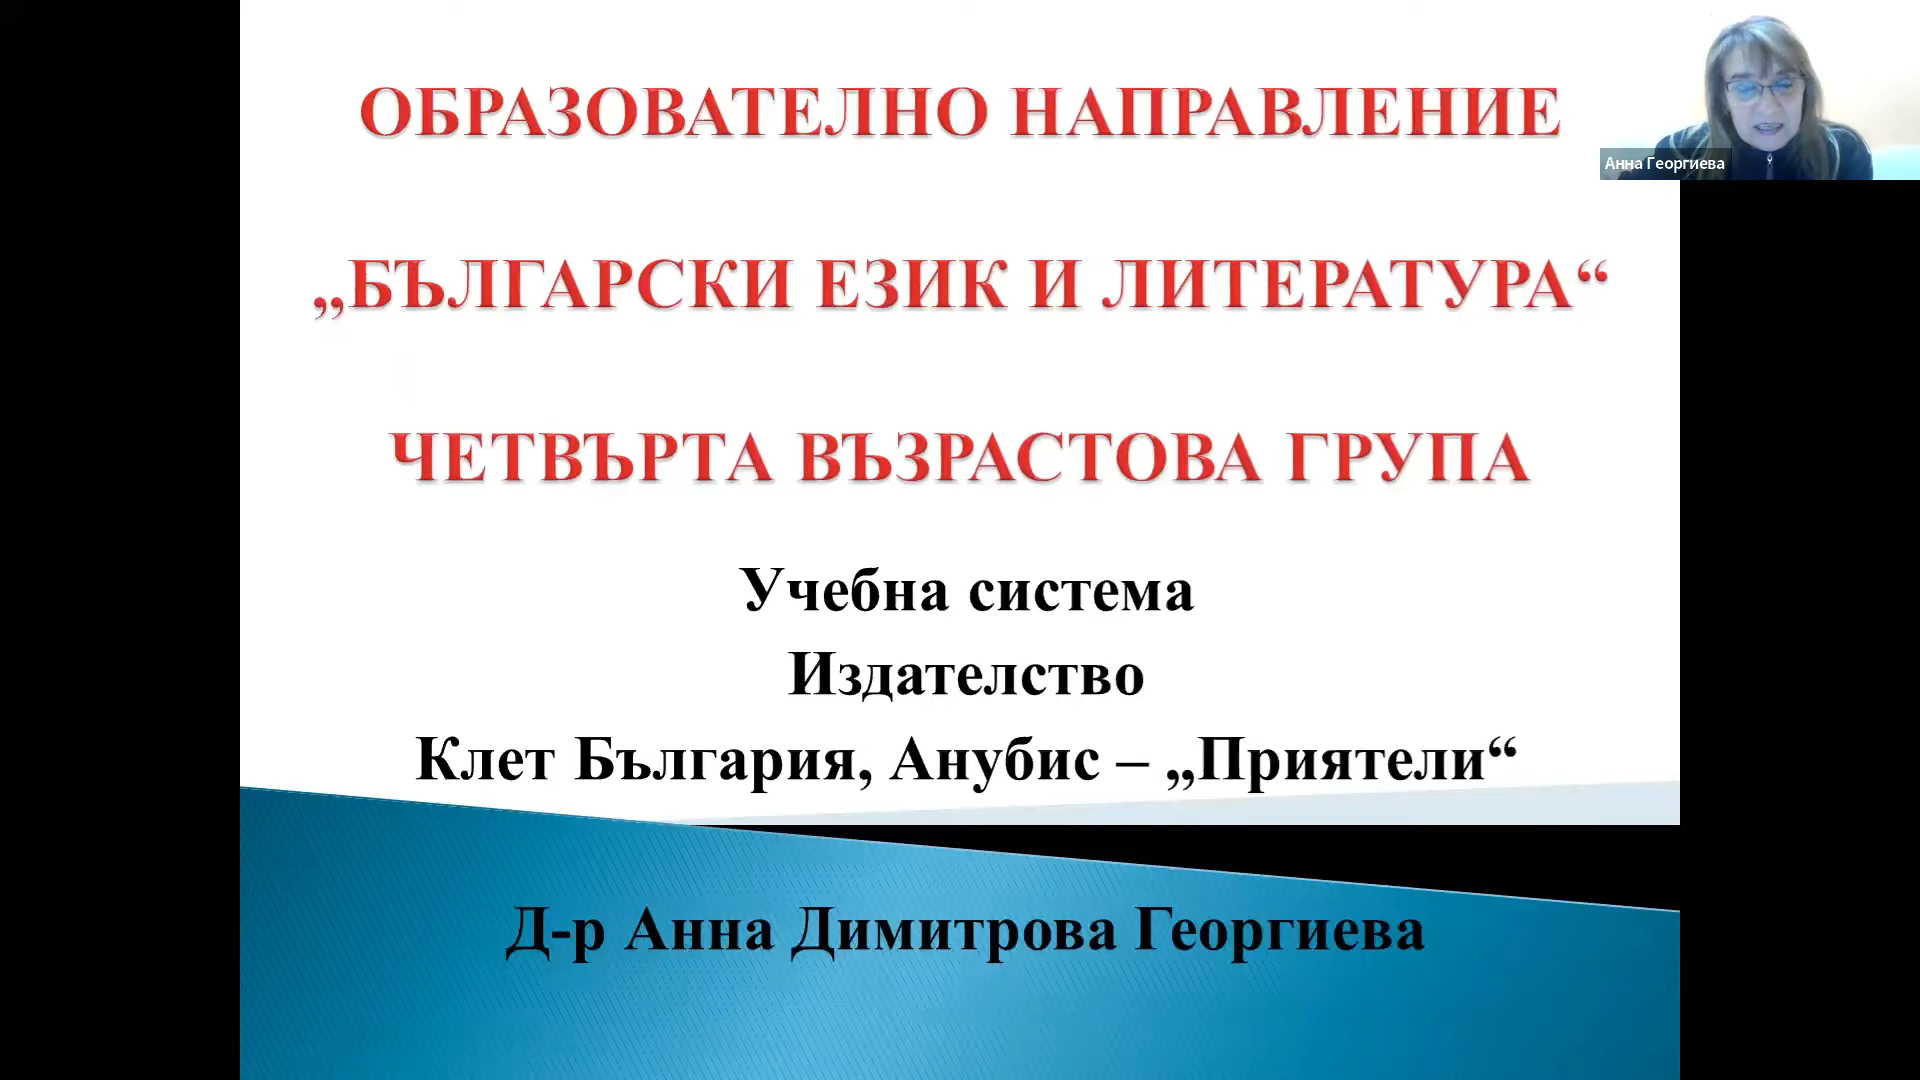 ОБРАЗОВАТЕЛНО НАПРАВЛЕНИЕ
„БЪЛГАРСКИ ЕЗИК И ЛИТЕРАТУРА“
ЧЕТВЪРТА ВЪЗРАСТОВА ГРУПА
Учебна система
Издателство
Клет България, Анубис – „Приятели“
Д-р Анна Димитрова Георгиева
Анна Георгиева